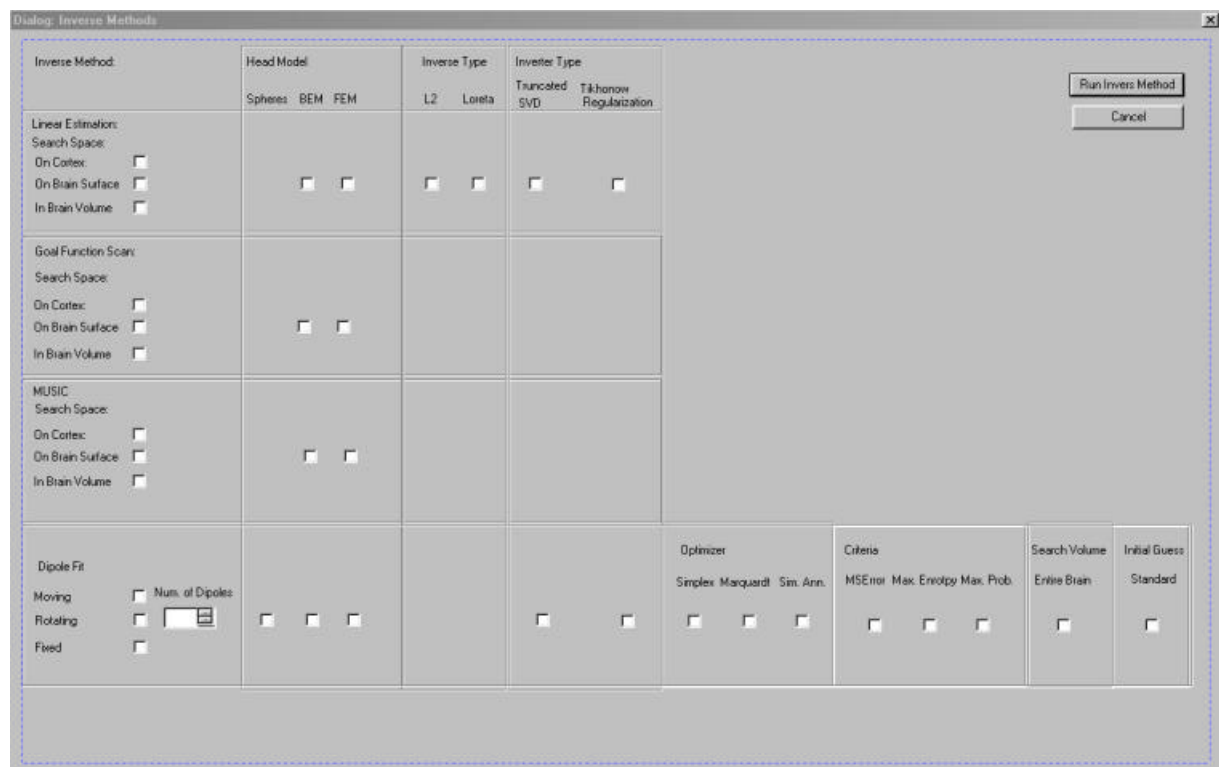 Dialog: Inverse Methods
Inverse Method: Head Model Inverse Type Inverter Type
Spheres BEM FEM L2 Loreta Truncated SVD Tikhonow Regularization
Run Invers Method
Cancel
Linear Estimation:
Search Space:
On Cortex:
On Brain Surface
In Brain Volume
Goal Function Scan:
Search Space:
On Cortex:
On Brain Surface
In Brain Volume
MUSIC
Search Space:
On Cortex:
On Brain Surface
In Brain Volume
Dipole Fit
Moving Num. of Dipoles
Rotating
Fixed
Optimizer
Simplex Marquardt Sim. Ann.
Criteria
MSError Max. Enrotpy Max. Prob.
Search Volume
Entire Brain
Initial Guess
Standard